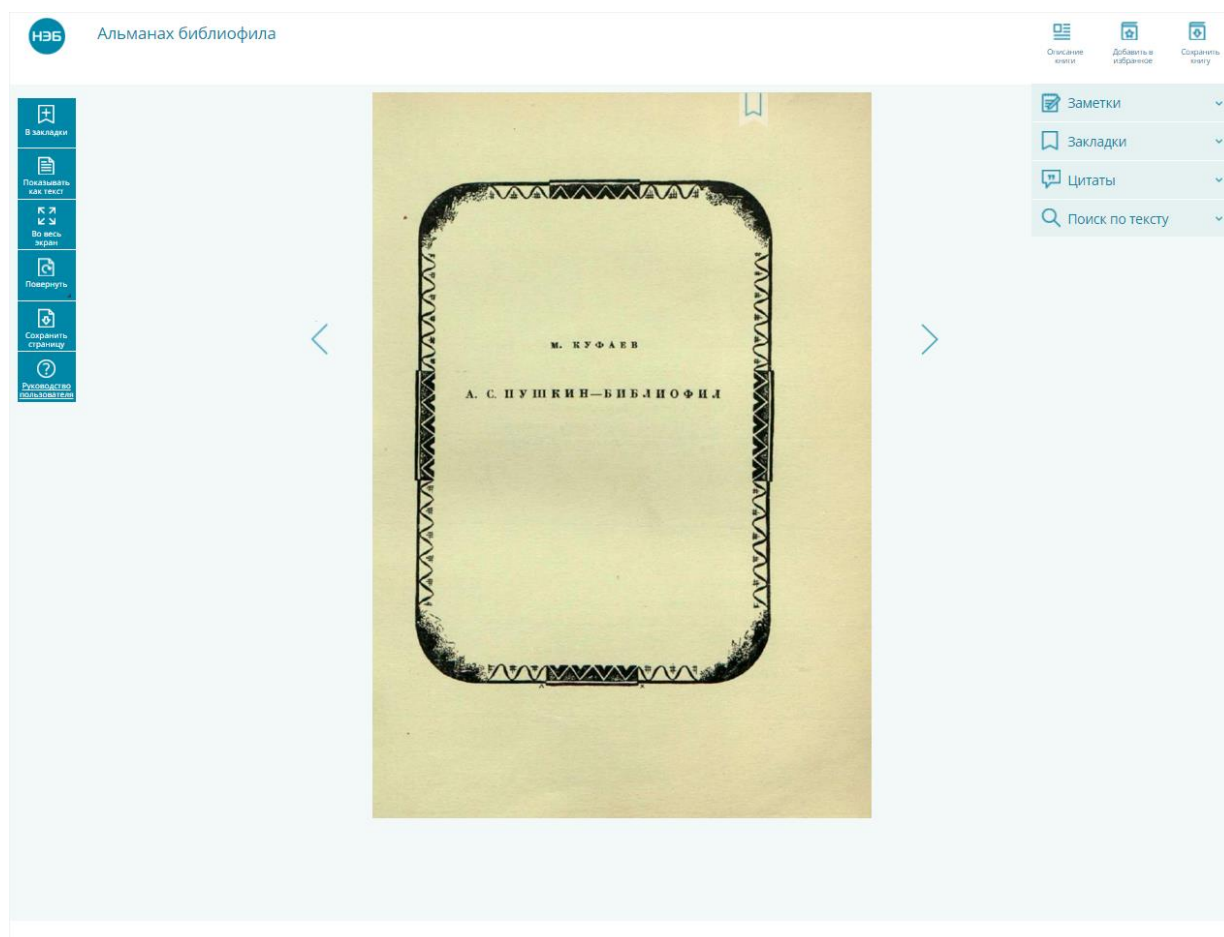 НЭБ
Альманах библиофила
Описание
книги
Добавить в
избранное
Сохранить
книгу
В закладки
Показывать
как текст
Во весь
экран
Повернуть
Сохранить
страницу
Руководство
пользователя
М. КУФАЕВ
А. С. ПУШКИН—БИБЛИОФИЛ
Заметки
Закладки
Цитаты
Поиск по тексту